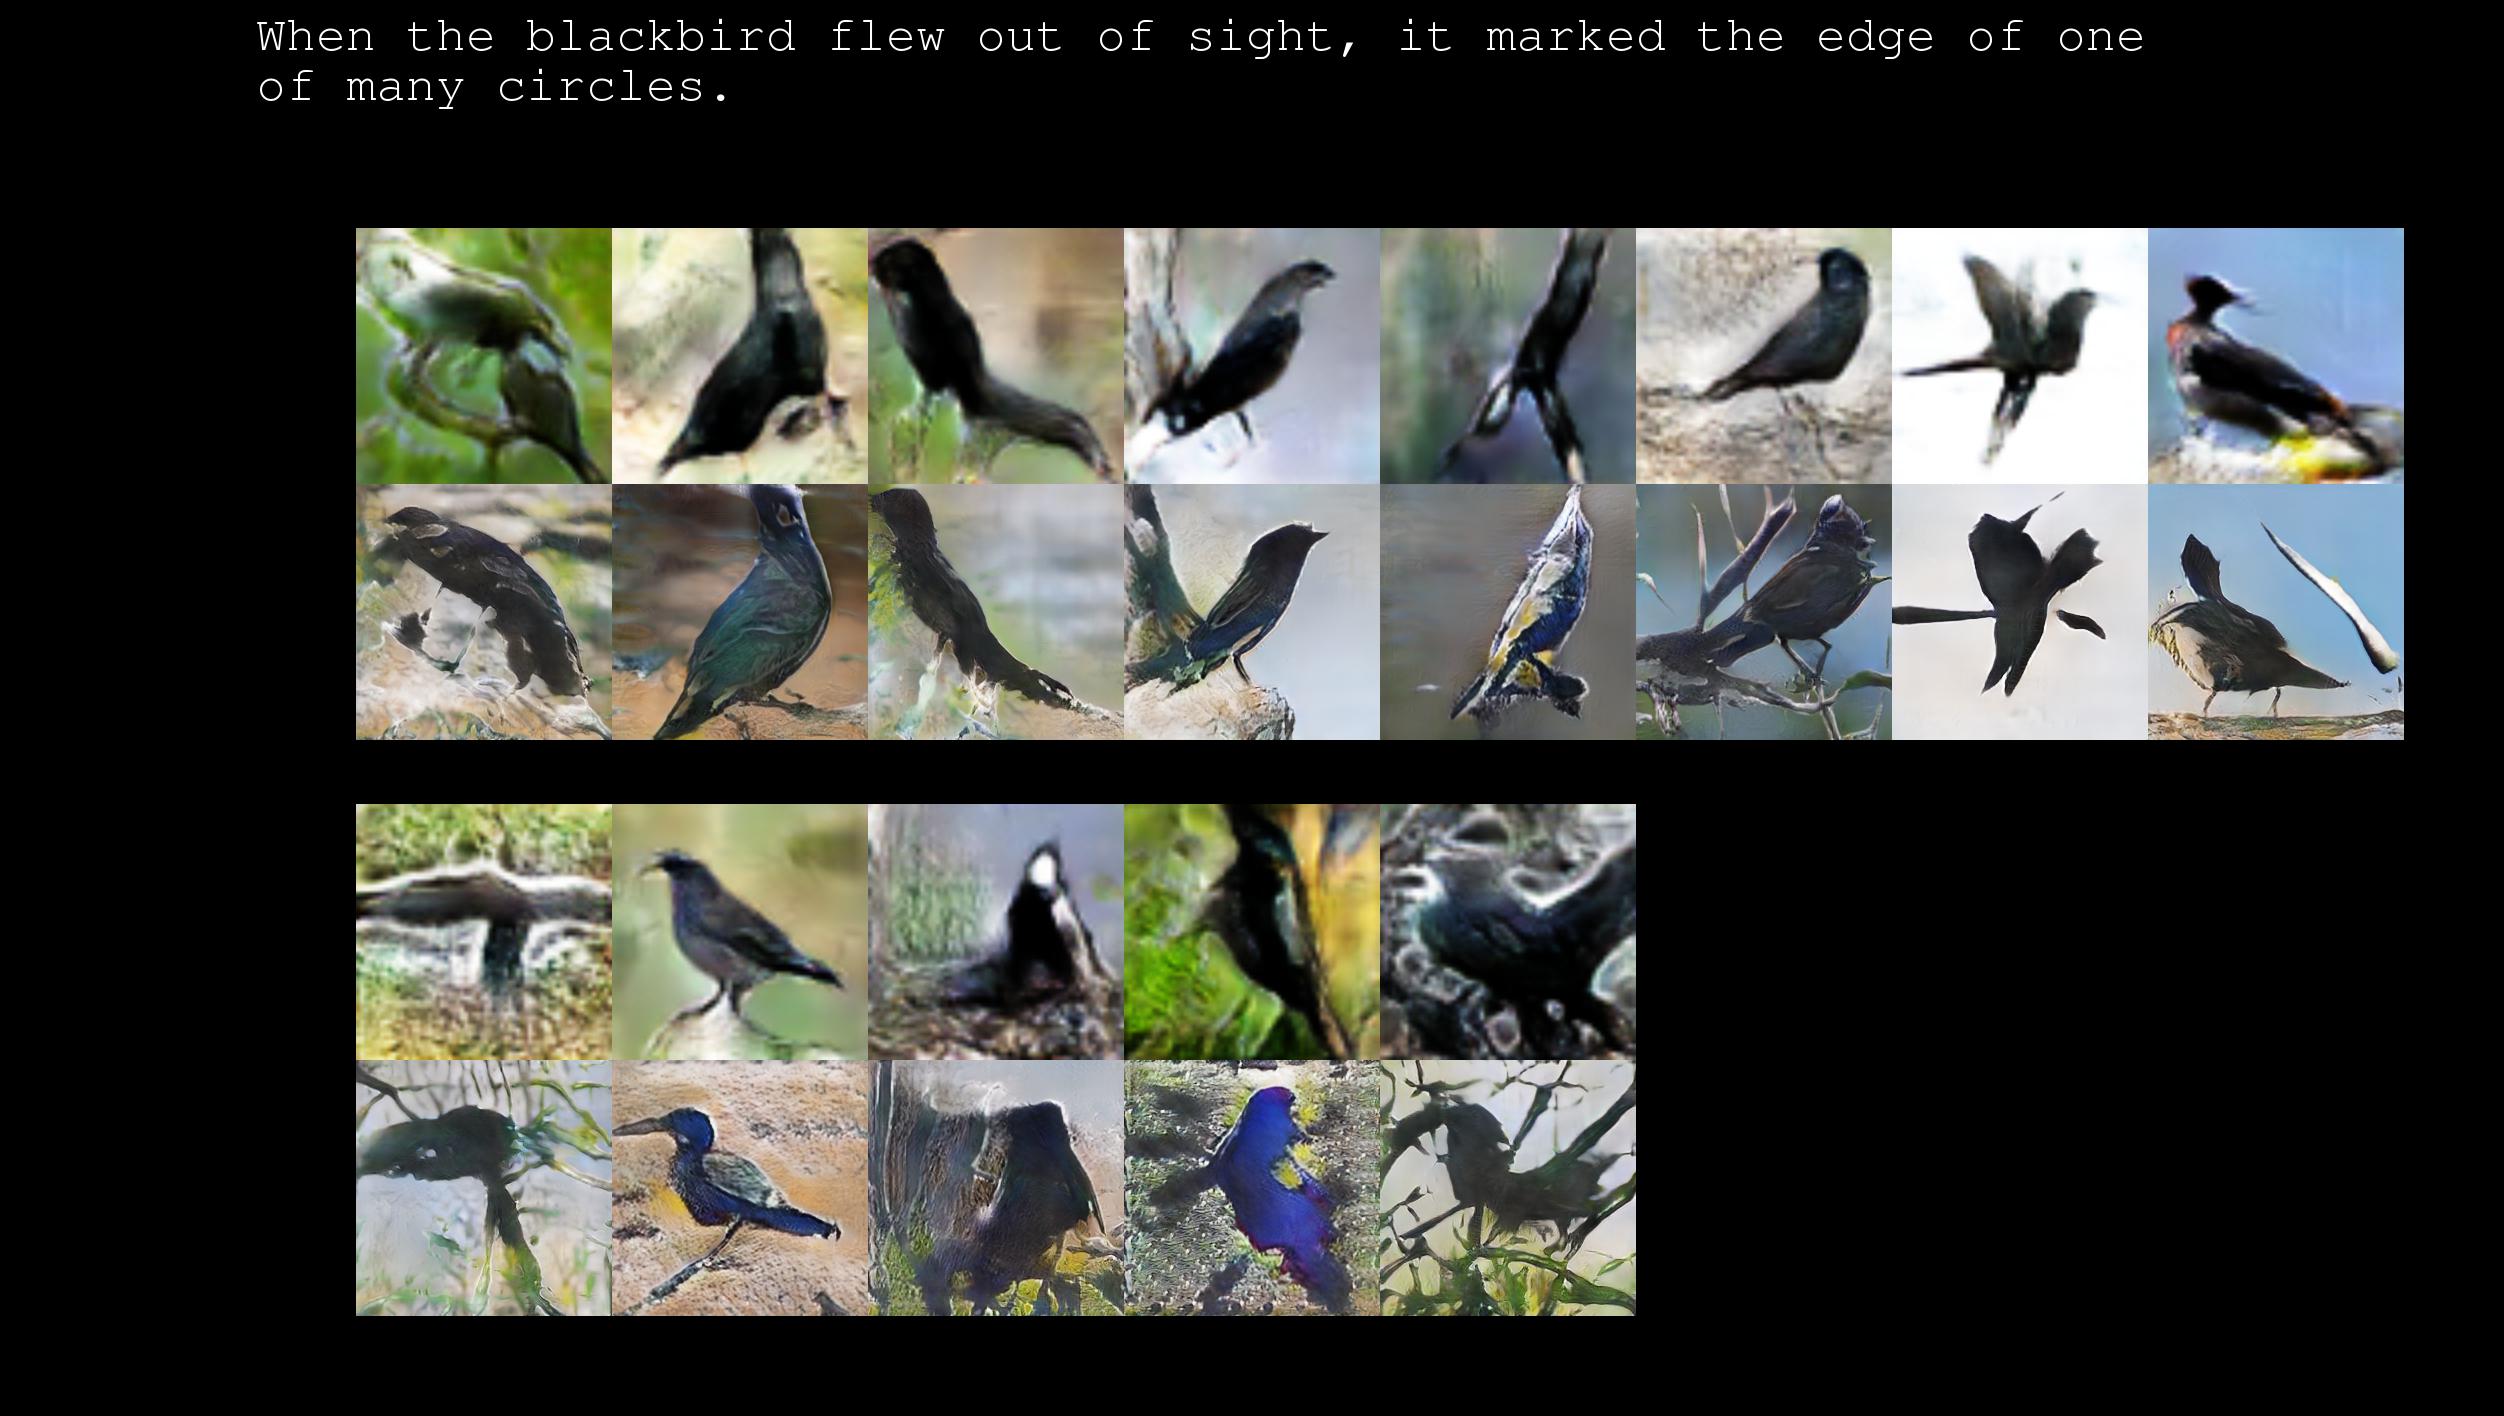 When the blackbird flew out of sight, it marked the edge of one
of many circles.